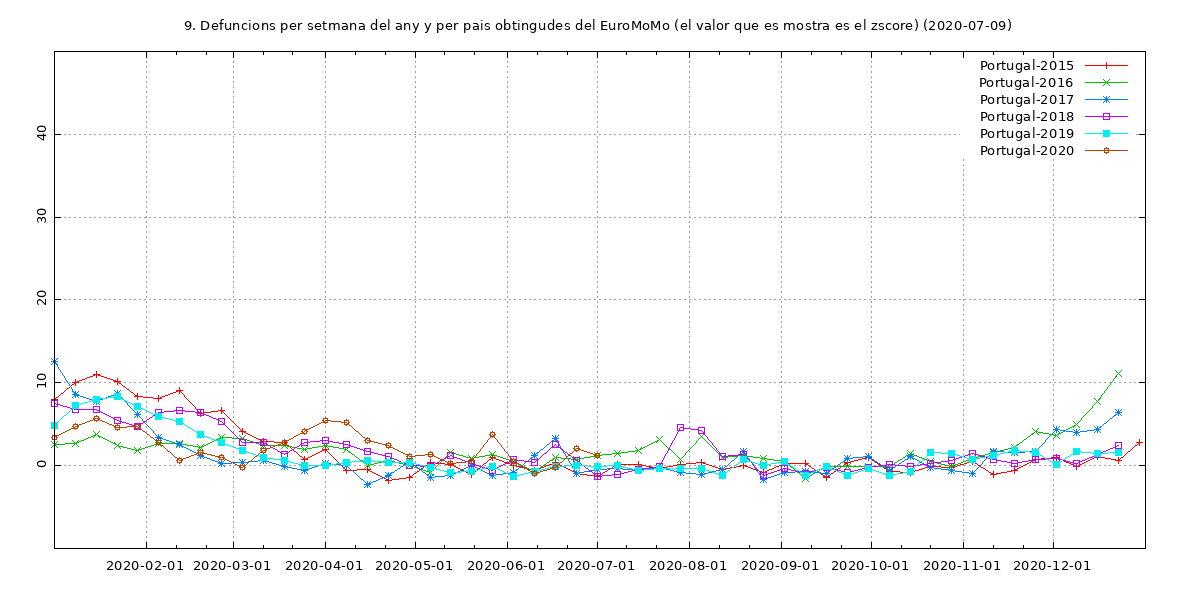 9. Defuncions per setmana del any y per pais obtingudes del EuroMoMo (el valor que es mostra es el zscore) (2020-07-09)
Portugal-2015
Portugal-2016
Portugal-2017
Portugal-2018
Portugal-2019
Portugal-2020
40
30
20
10
0
2020-02-01 2020-03-01 2020-04-01 2020-05-01 2020-06-01 2020-07-01 2020-08-01 2020-09-01 2020-10-01 2020-11-01 2020-12-01